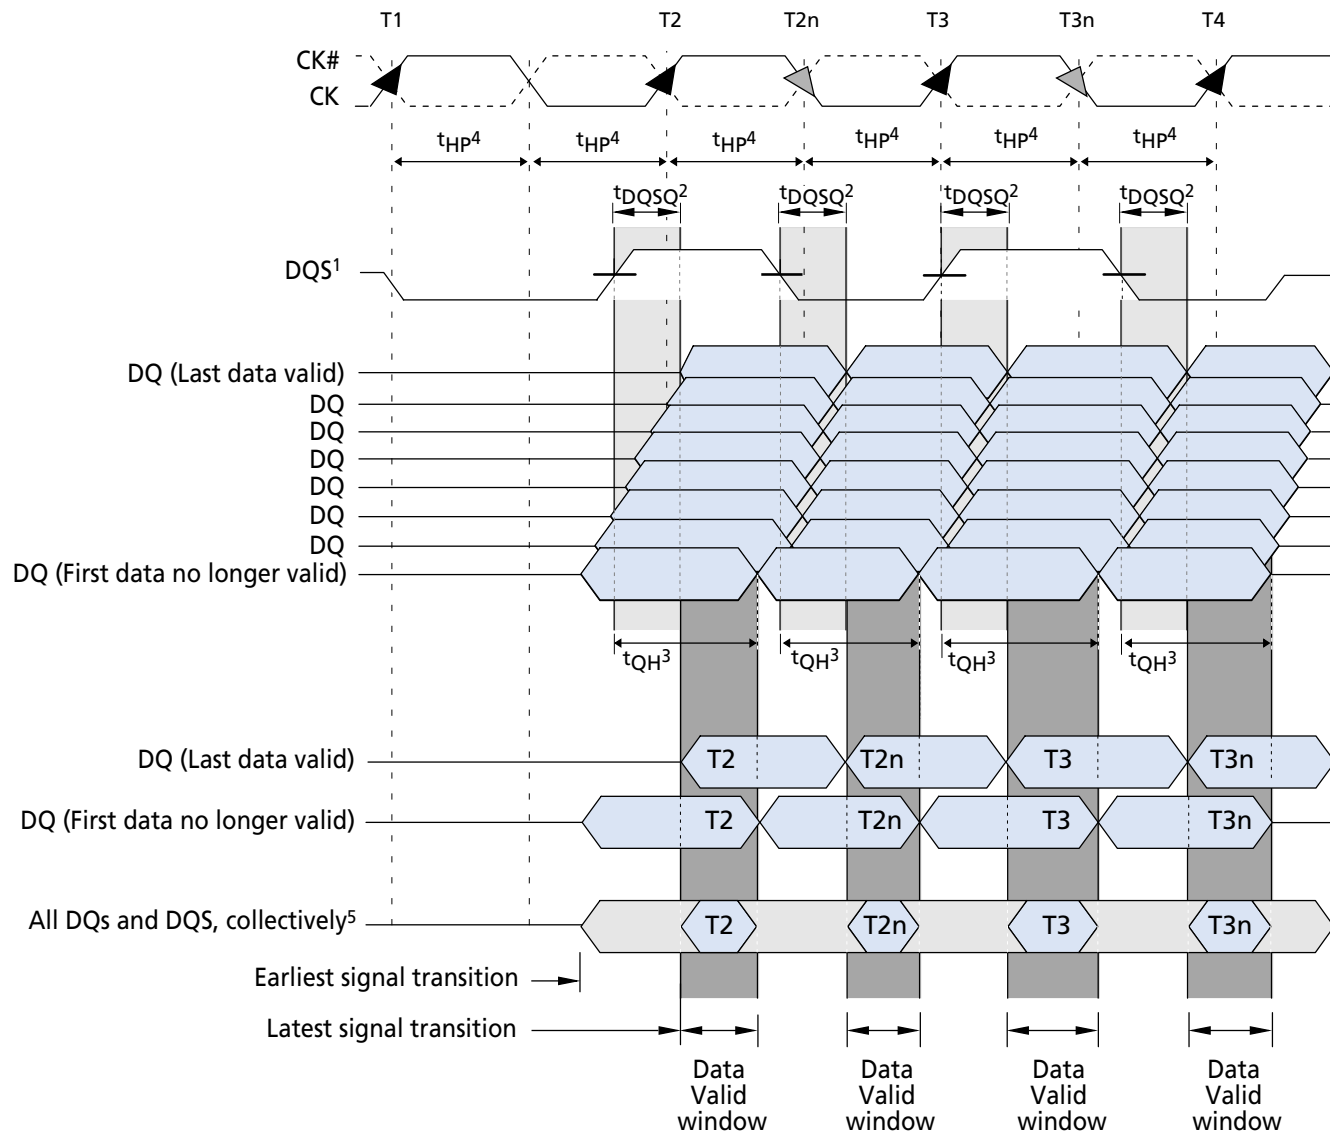 T1 T2 T2n T3 T3n T4
CK#
CK
tHP4 tHP4 tHP4 tHP4 tHP4 tHP4
tDQSQ2 tDQSQ2 tDQSQ2 tDQSQ2
DQS1
DQ (Last data valid)
DQ
DQ
DQ
DQ
DQ
DQ
DQ (First data no longer valid)
tQH3 tQH3 tQH3 tQH3
DQ (Last data valid) T2 T2n T3 T3n
DQ (First data no longer valid) T2 T2n T3 T3n
All DQs and DQS, collectively5 T2 T2n T3 T3n
Earliest signal transition
Latest signal transition
Data Data Data Data
Valid Valid Valid Valid
window window window window